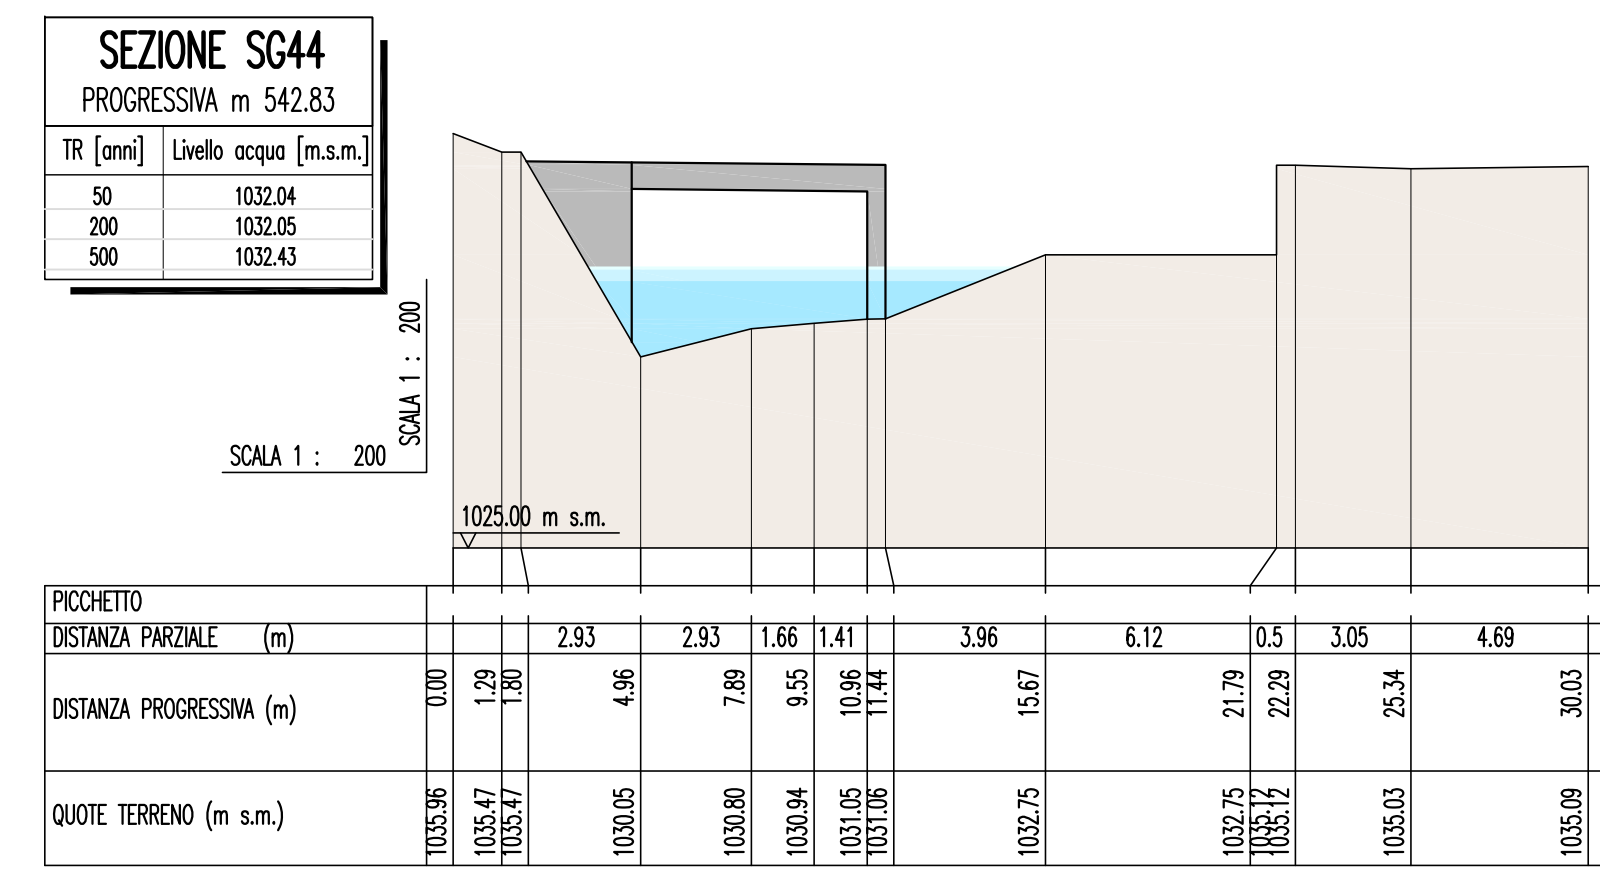 SEZIONE SG44
PROGRESSIVA m 542.83
TR [anni] Livello acqua [m.s.m.]
50 1032.04
200 1032.05
500 1032.43
SCALA 1 : 200
SCALA 1 : 200
1025.00 m s.m.
PICCHETTO
DISTANZA PARZIALE (m) 2.93 2.93 1.66 1.41 3.96 6.12 0.5 3.05 4.69
DISTANZA PROGRESSIVA (m) 0.00 1.29 1.80 4.96 7.89 9.55 10.96 11.44 15.67 21.79 22.29 25.34 30.03
QUOTE TERRENO (m s.m.) 1035.96 1035.47 1035.47 1030.05 1030.80 1030.94 1031.05 1031.06 1032.75 1032.75 1035.12 1035.12 1035.03 1035.09